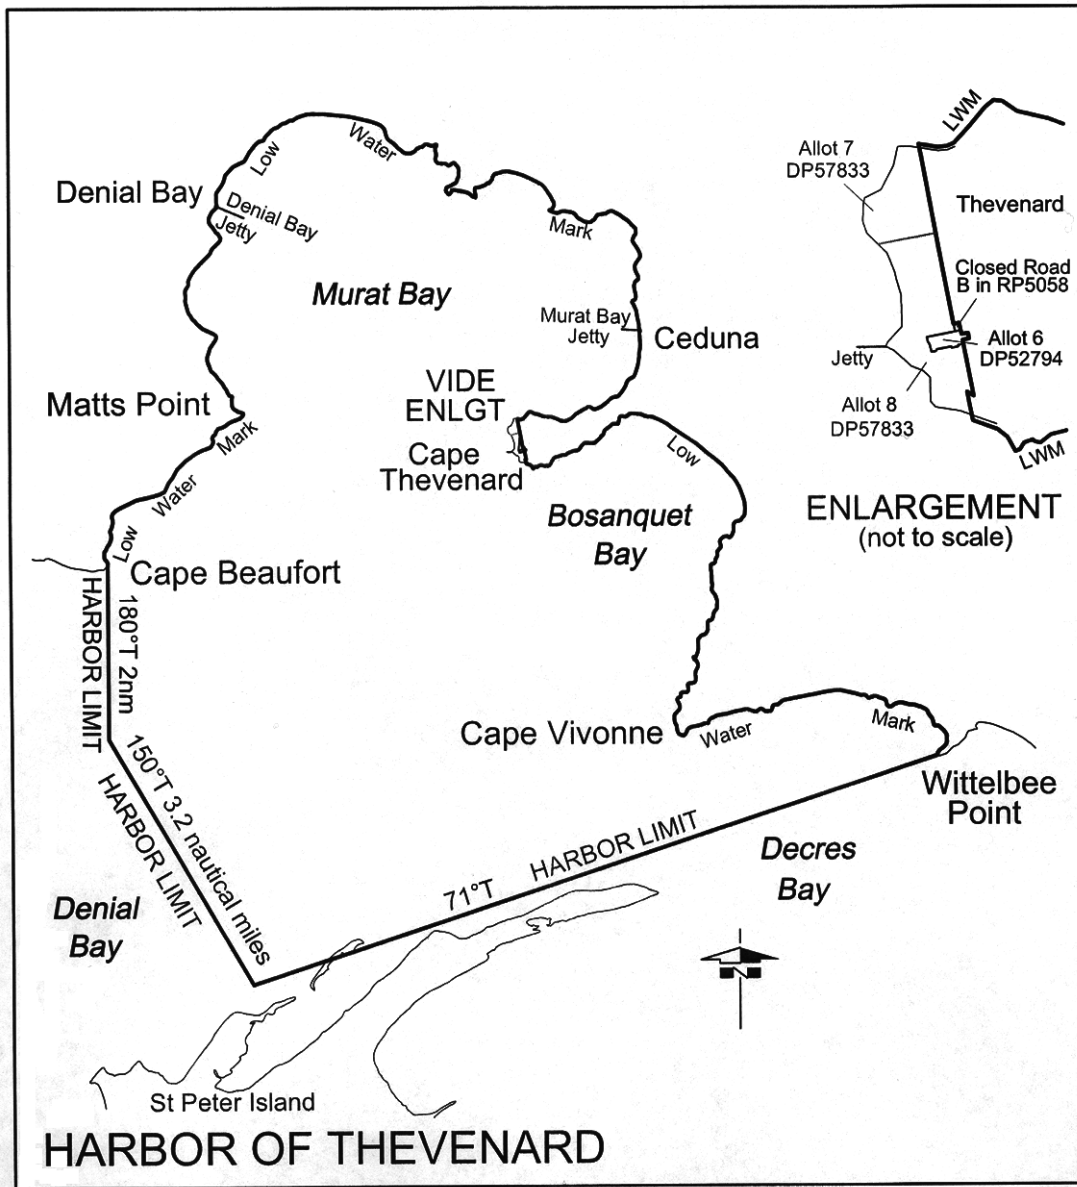 Low
Water
Denial Bay
Denial Bay
Jetty
Mark
Murat Bay
Murat Bay
Jetty
Ceduna
VIDE
ENLGT
Matts Point
Mark
Cape
Thevenard
Low
Water
Bosanquet
Bay
Low
Cape Beaufort
HARBOR LIMIT
180°T 2nm
Cape Vivonne
Water
Mark
Wittelbee
Point
150°T 3.2 nautical miles
HARBOR LIMIT
71°T HARBOR LIMIT
Decres
Bay
Denial
Bay
N
St Peter Island
HARBOR OF THEVENARD
LWM
Allot 7
DP57833
Thevenard
Closed Road
B in RP5058
Jetty
Allot 6
DP52794
Allot 8
DP57833
LWM
ENLARGEMENT
(not to scale)